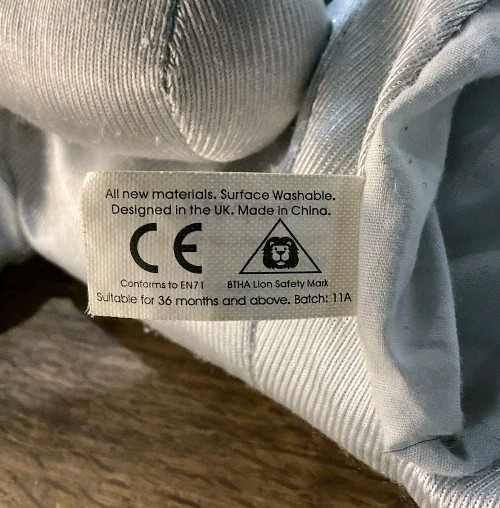 All new materials. Surface Washable.
Designed in the UK. Made in China.
CE
Conforms to EN71 BTHA Lion Safety Mark
Suitable for 36 months and above. Batch: 11A